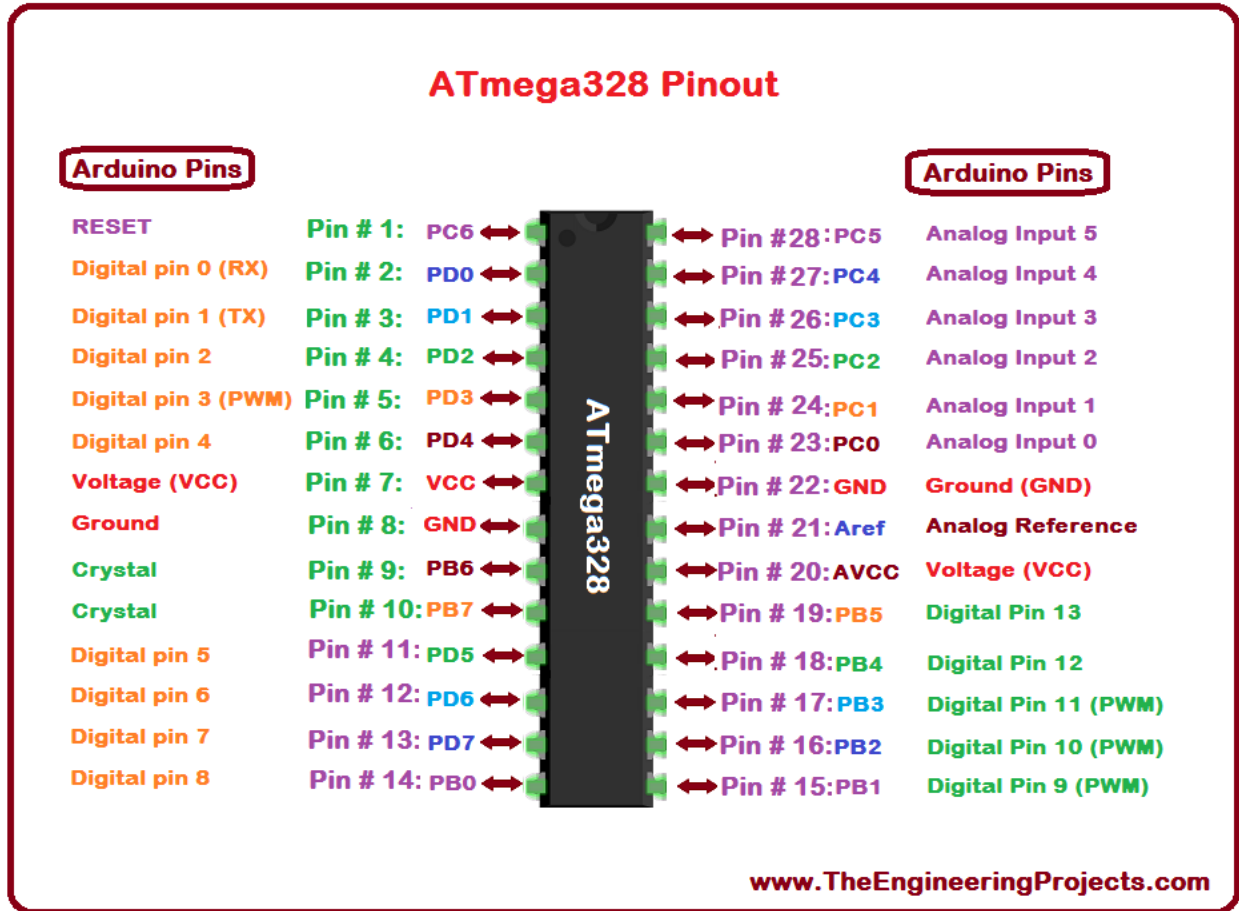 ATmega328 Pinout
Arduino Pins
Arduino Pins
RESET Pin # 1: PC6
Digital pin 0 (RX) Pin # 2: PD0
Digital pin 1 (TX) Pin # 3: PD1
Digital pin 2 Pin # 4: PD2
Digital pin 3 (PWM) Pin # 5: PD3
Digital pin 4 Pin # 6: PD4
Voltage (VCC) Pin # 7: VCC
Ground Pin # 8: GND
Crystal Pin # 9: PB6
Crystal Pin # 10: PB7
Digital pin 5 Pin # 11: PD5
Digital pin 6 Pin # 12: PD6
Digital pin 7 Pin # 13: PD7
Digital pin 8 Pin # 14: PB0
ATmega328
Pin #28:PC5 Analog Input 5
Pin #27:PC4 Analog Input 4
Pin # 26:PC3 Analog Input 3
Pin # 25:PC2 Analog Input 2
Pin # 24:PC1 Analog Input 1
Pin # 23:PC0 Analog Input 0
Pin # 22:GND Ground (GND)
Pin # 21:Aref Analog Reference
Pin # 20:AVCC Voltage (VCC)
Pin # 19:PB5 Digital Pin 13
Pin # 18:PB4 Digital Pin 12
Pin # 17:PB3 Digital Pin 11 (PWM)
Pin # 16:PB2 Digital Pin 10 (PWM)
Pin # 15:PB1 Digital Pin 9 (PWM)
www.TheEngineeringProjects.com